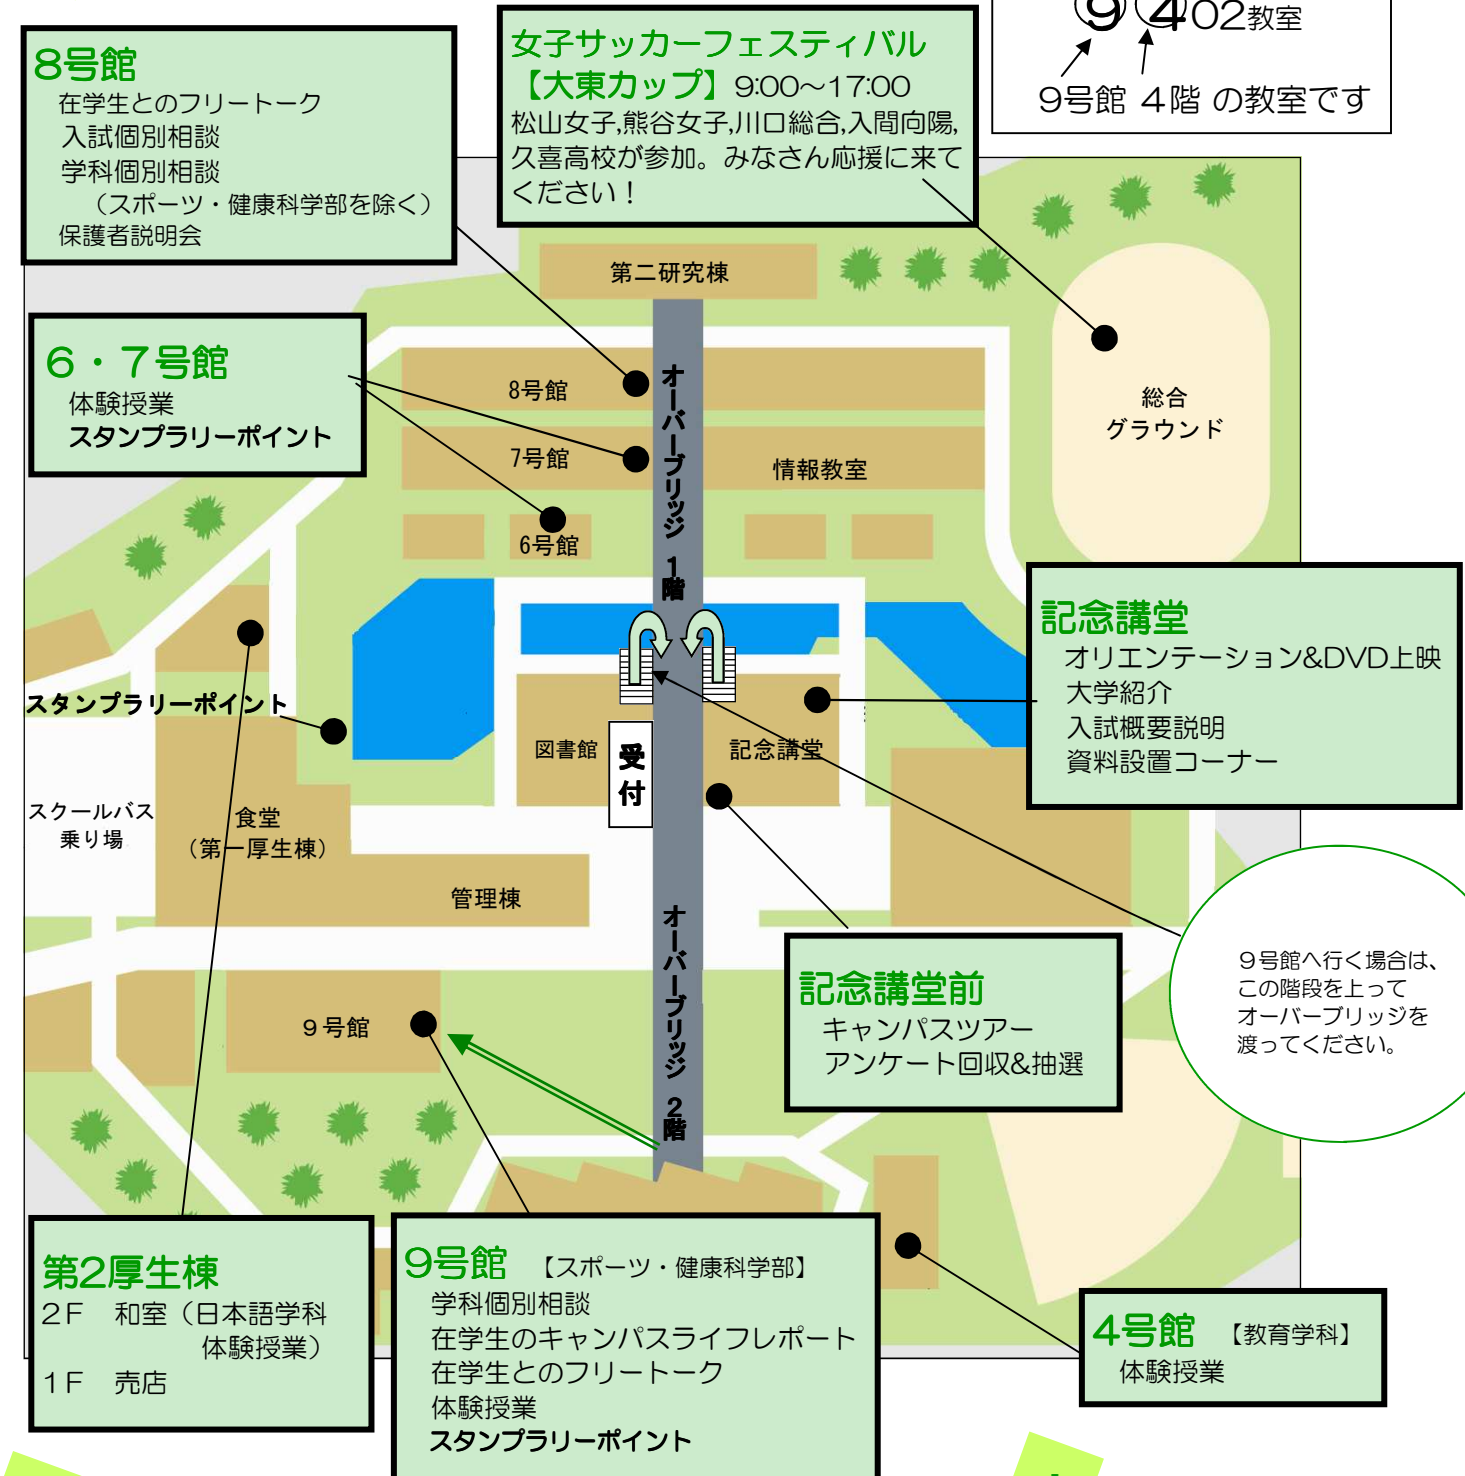 9402教室
9号館 4階 の教室です
8号館
在学生とのフリートーク
入試個別相談
学科個別相談
（スポーツ・健康科学部を除く）
保護者説明会
女子サッカーフェスティバル
【大東カップ】9:00～17:00
松山女子,熊谷女子,川口総合,入間向陽,
久喜高校が参加。みなさん応援に来て
ください！
第二研究棟
6・7号館
体験授業
スタンプラリーポイント
8号館
7号館
情報教室
6号館
オーバーブリッジ 1階
総合
グラウンド
記念講堂
オリエンテーション&DVD上映
大学紹介
入試概要説明
資料設置コーナー
スタンプラリーポイント
図書館
受付
記念講堂
スクールバス
乗り場
食堂
（第一厚生棟）
管理棟
オーバーブリッジ 2階
記念講堂前
キャンパスツアー
アンケート回収&抽選
9号館へ行く場合は、
この階段を上って
オーバーブリッジを
渡ってください。
9号館
第2厚生棟
2F 和室（日本語学科
体験授業）
1F 売店
9号館 【スポーツ・健康科学部】
学科個別相談
在学生のキャンパスライフレポート
在学生とのフリートーク
体験授業
スタンプラリーポイント
4号館 【教育学科】
体験授業